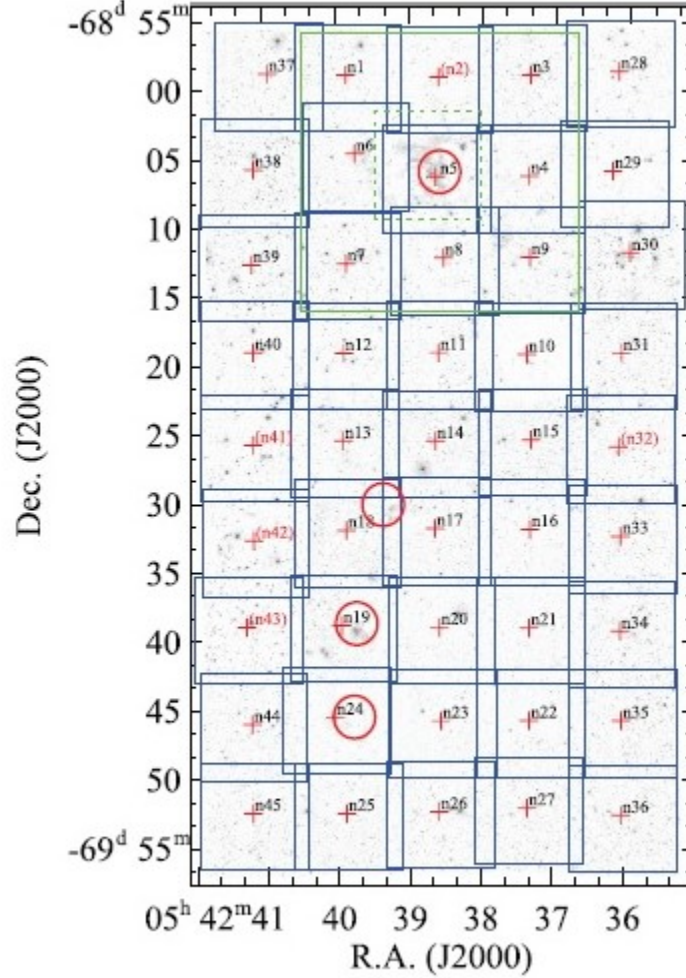 -68ᵈ 55ᵐ
n37 n1 (n2) n3 n28
00
n6
05
n38 n5 n4 n29
10
n39 n7 n8 n9 n30
15
n40 n12 n11 n10 n31
20
25
(n41) n13 n14 n15 (n32)
30
(n42) n18 n17 n16 n33
35
(n43) n19 n20 n21 n34
40
45
n44 n24 n23 n22 n35
50
n45 n25 n26 n27 n36
-69ᵈ 55ᵐ
Dec. (J2000)
05ʰ 42ᵐ41 40 39 38 37 36
R.A. (J2000)